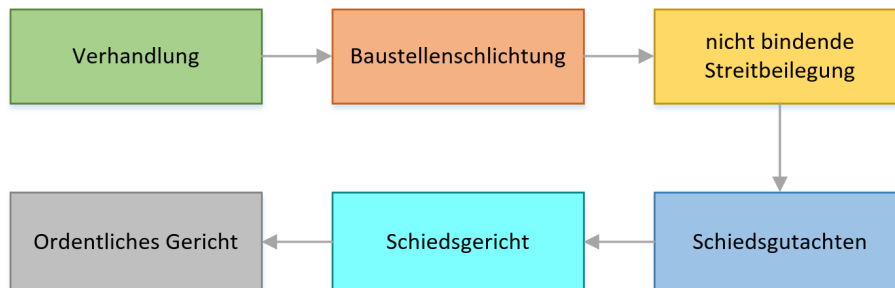 Verhandlung
Baustellenschlichtung
nicht bindende
Streitbeilegung
Schiedsgutachten
Schiedsgericht
Ordentliches Gericht